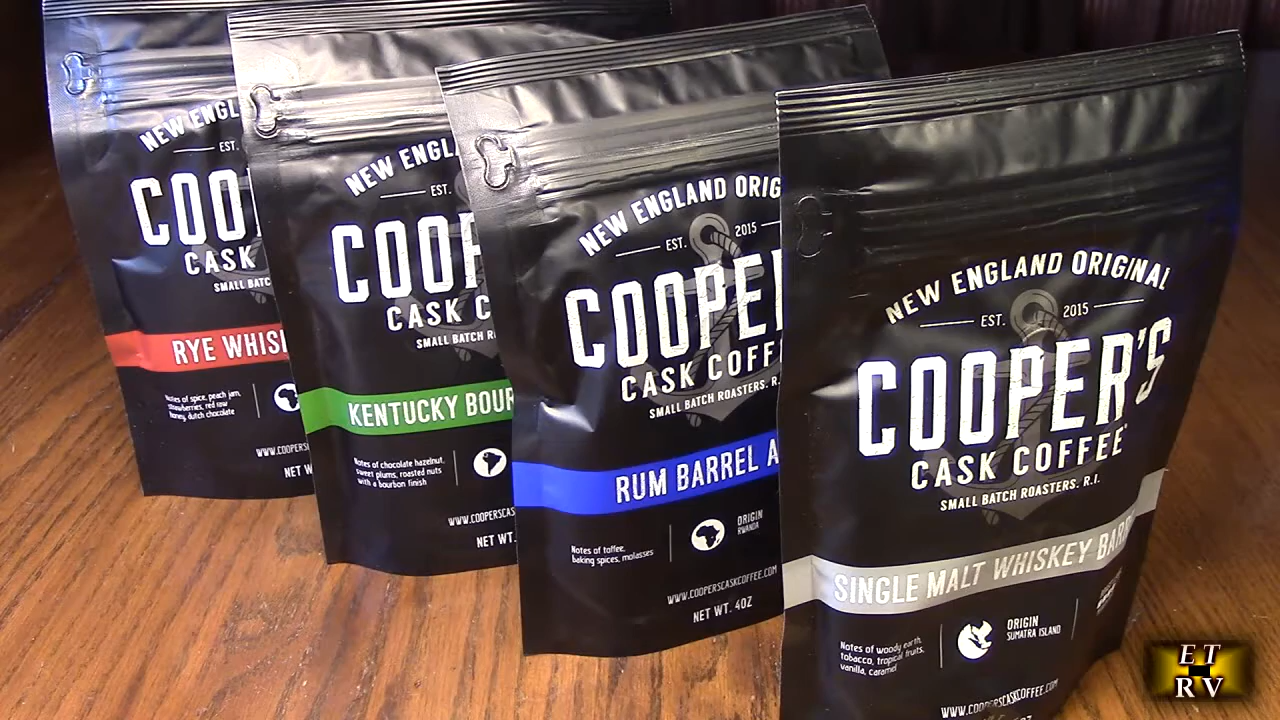 NEW ENGL
EST.
COO
CASK
SMALL BATC
RYE WHIS
Notes of spice, peach jam,
strawberries, red raw
honey, dutch chocolate
WWW.COOPERS
NET W
NEW ENGLA
EST.
COOP
CASK C
SMALL BATCH R
KENTUCKY BOUR
Notes of chocolate hazelnut,
sweet plums, roasted nuts
with a bourbon finish
WWW.COOPERSCAS
NET WT.
NEW ENGLAND ORIG
EST. 2015
COOPER
CASK COFF
SMALL BATCH ROASTERS. R.
RUM BARREL A
Notes of toffee,
baking spices, molasses
ORIGIN
RWANDA
WWW.COOPERSCASKCOFFEE.COM
NET WT. 4OZ
NEW ENGLAND ORIGINAL
EST. 2015
COOPER'S
CASK COFFEE
SMALL BATCH ROASTERS. R.I.
SINGLE MALT WHISKEY BARR
Notes of woody earth,
tobacco, tropical fruits,
vanilla, caramel
ORIGIN
SUMATRA ISLAND
WWW.COOPERSCASKCOFFEE.COM
ET
RV